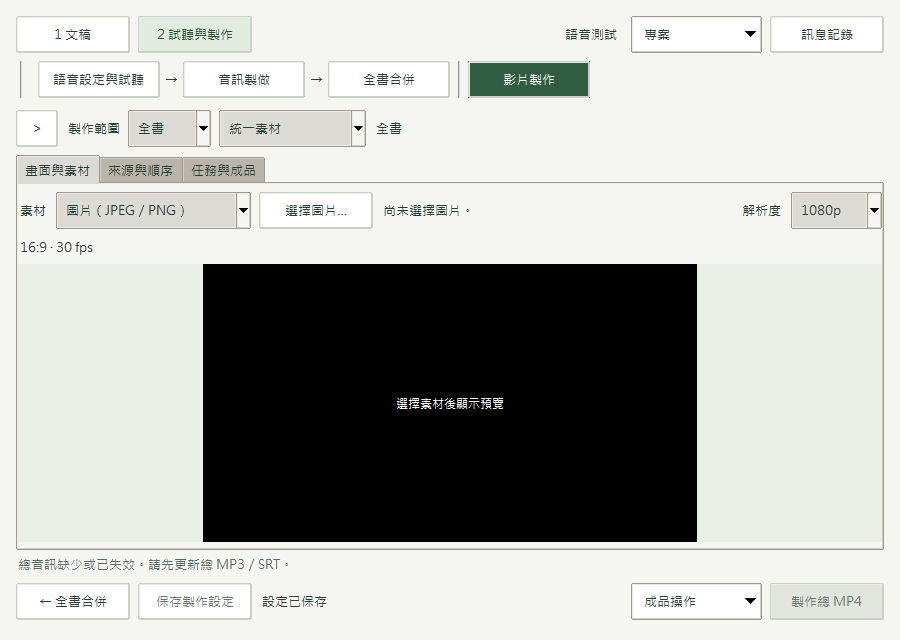 1 文稿
2 試聽與製作
語音測試
專案
訊息記錄
語音設定與試聽 → 音訊製做 → 全書合併
影片製作
>
製作範圍
全書
統一素材
全書
畫面與素材
來源與順序
任務與成品
素材
圖片 ( JPEG / PNG )
選擇圖片...
尚未選擇圖片。
解析度
1080p
16:9 · 30 fps
選擇素材後顯示預覽
總音訊缺少或已失效。請先更新總 MP3 / SRT。
← 全書合併
保存製作設定
設定已保存
成品操作
製作總 MP4